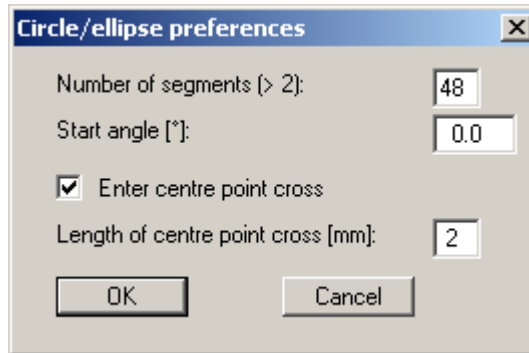 Circle/ellipse preferences
Number of segments (> 2): 48
Start angle [°]: 0.0
Enter centre point cross
Length of centre point cross [mm]: 2
OK Cancel